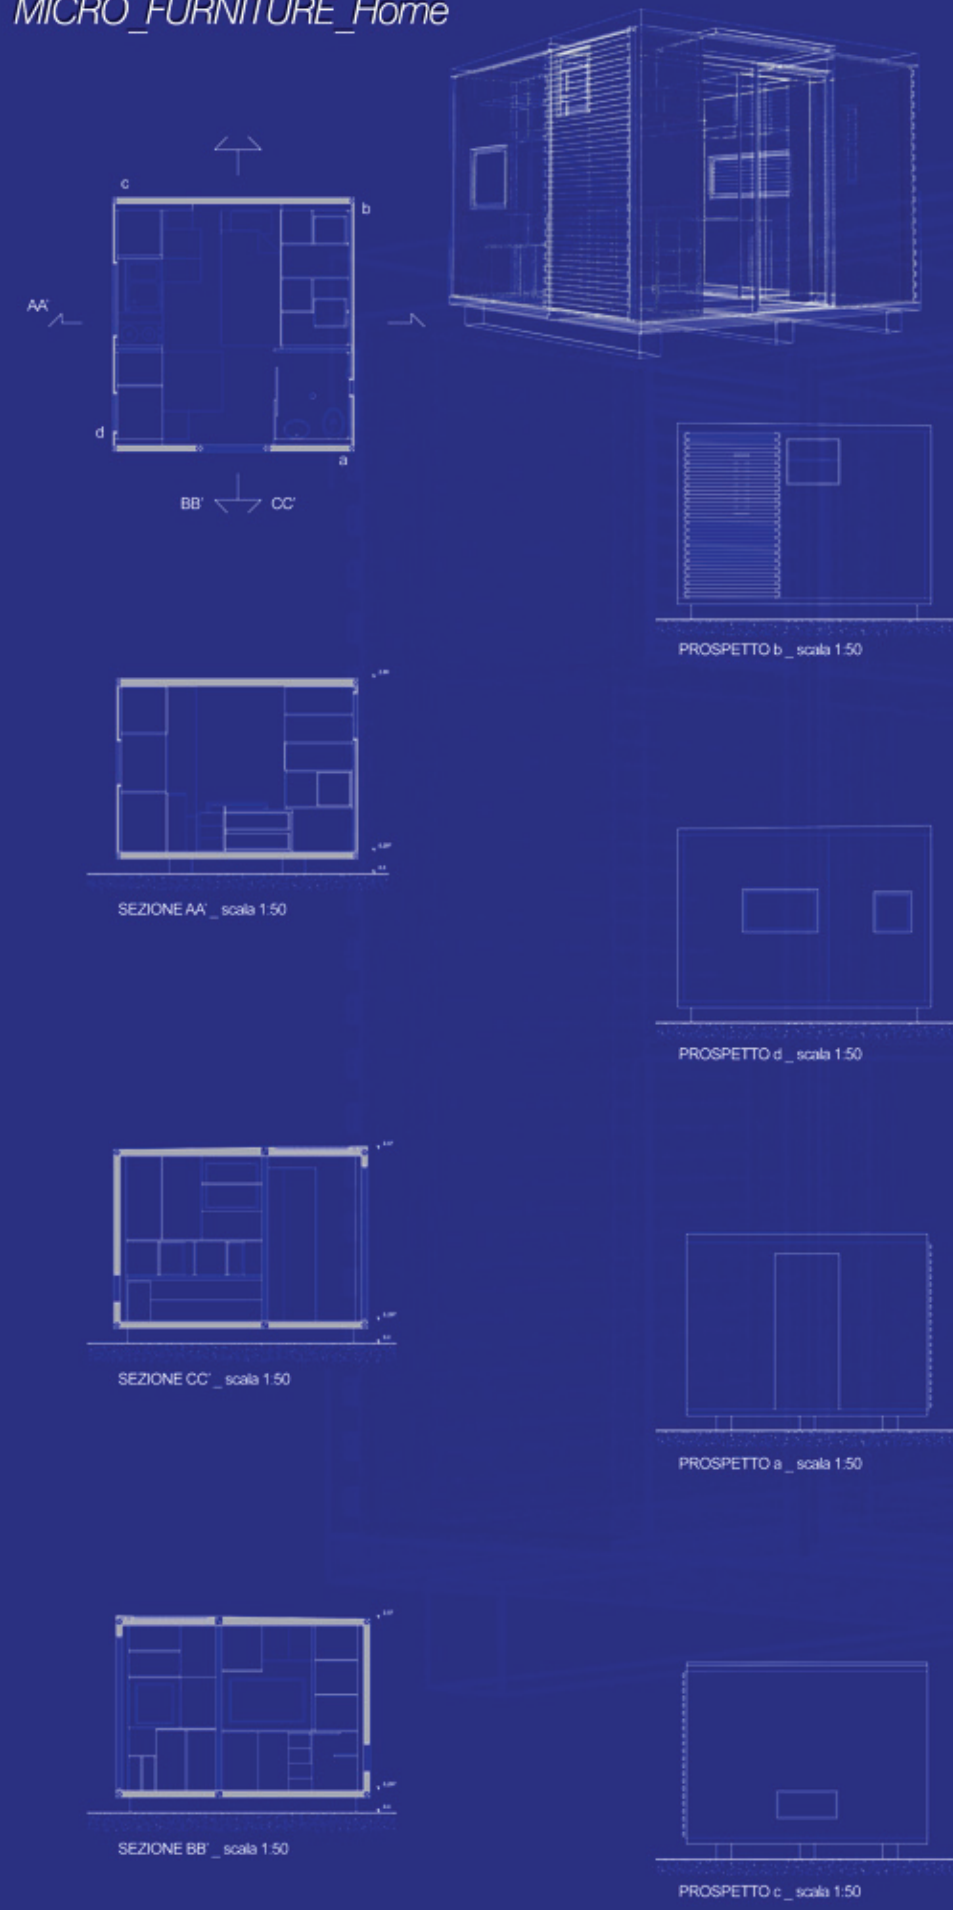 MICRO_FURNITURE_Home
c
b
AA'
d
a
BB' CC'
PROSPETTO b _ scala 1:50
SEZIONE AA' _ scala 1:50
PROSPETTO d _ scala 1:50
SEZIONE CC' _ scala 1:50
PROSPETTO a _ scala 1:50
SEZIONE BB' _ scala 1:50
PROSPETTO c _ scala 1:50